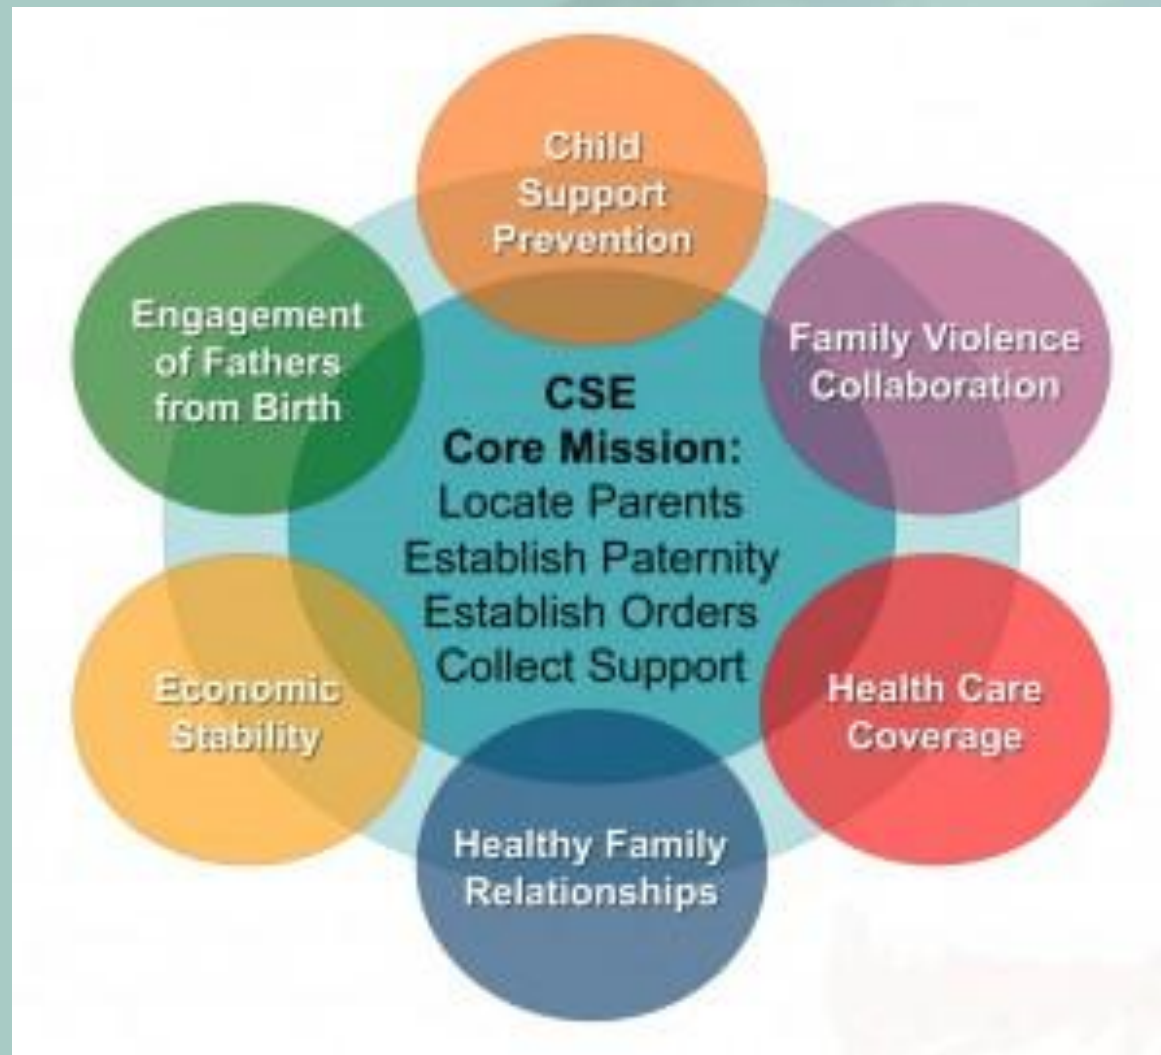 Child
Support
Prevention
Engagement
of Fathers
from Birth
Family Violence
Collaboration
CSE
Core Mission:
Locate Parents
Establish Paternity
Establish Orders
Collect Support
Economic
Stability
Health Care
Coverage
Healthy Family
Relationships